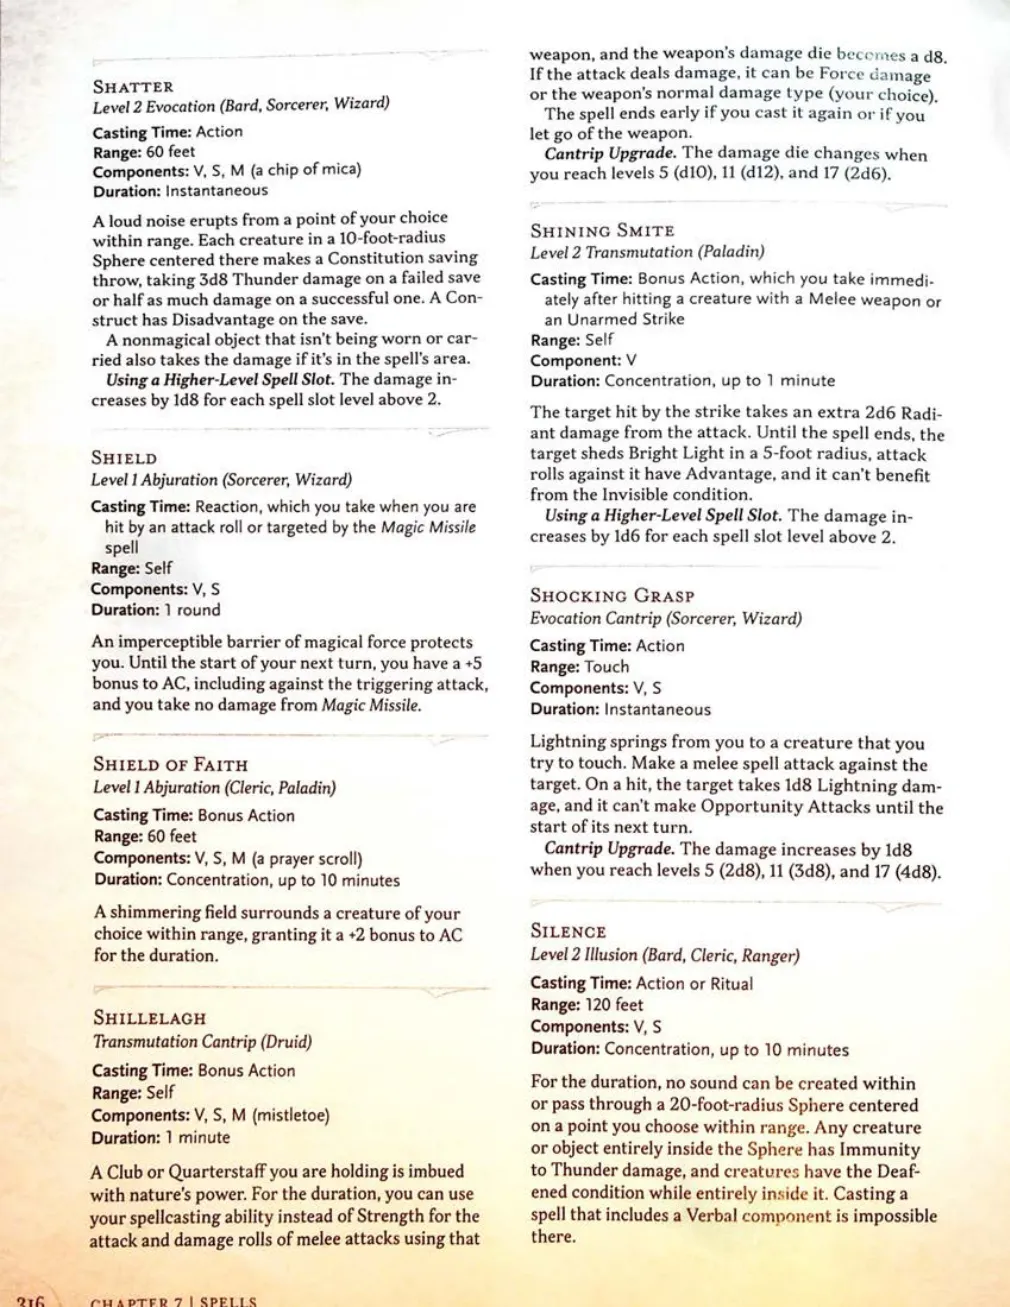 SHATTER
Level 2 Evocation (Bard, Sorcerer, Wizard)
Casting Time: Action
Range: 60 feet
Components: V, S, M (a chip of mica)
Duration: Instantaneous
A loud noise erupts from a point of your choice
within range. Each creature in a 10-foot-radius
Sphere centered there makes a Constitution saving
throw, taking 3d8 Thunder damage on a failed save
or half as much damage on a successful one. A Con-
struct has Disadvantage on the save.
A nonmagical object that isn't being worn or car-
ried also takes the damage if it's in the spell's area.
Using a Higher-Level Spell Slot. The damage in-
creases by 1d8 for each spell slot level above 2.
SHIELD
Level 1 Abjuration (Sorcerer, Wizard)
Casting Time: Reaction, which you take when you are
hit by an attack roll or targeted by the Magic Missile
spell
Range: Self
Components: V, S
Duration: 1 round
An imperceptible barrier of magical force protects
you. Until the start of your next turn, you have a +5
bonus to AC, including against the triggering attack,
and you take no damage from Magic Missile.
SHIELD OF FAITH
Level 1 Abjuration (Cleric, Paladin)
Casting Time: Bonus Action
Range: 60 feet
Components: V, S, M (a prayer scroll)
Duration: Concentration, up to 10 minutes
A shimmering field surrounds a creature of your
choice within range, granting it a +2 bonus to AC
for the duration.
SHILLELAGH
Transmutation Cantrip (Druid)
Casting Time: Bonus Action
Range: Self
Components: V, S, M (mistletoe)
Duration: 1 minute
A Club or Quarterstaff you are holding is imbued
with nature's power. For the duration, you can use
your spellcasting ability instead of Strength for the
attack and damage rolls of melee attacks using that
weapon, and the weapon's damage die becomes a d8.
If the attack deals damage, it can be Force damage
or the weapon's normal damage type (your choice).
The spell ends early if you cast it again or if you
let go of the weapon.
Cantrip Upgrade. The damage die changes when
you reach levels 5 (d10), 11 (d12), and 17 (2d6).
SHINING SMITE
Level 2 Transmutation (Paladin)
Casting Time: Bonus Action, which you take immedi-
ately after hitting a creature with a Melee weapon or
an Unarmed Strike
Range: Self
Component: V
Duration: Concentration, up to 1 minute
The target hit by the strike takes an extra 2d6 Radi-
ant damage from the attack. Until the spell ends, the
target sheds Bright Light in a 5-foot radius, attack
rolls against it have Advantage, and it can't benefit
from the Invisible condition.
Using a Higher-Level Spell Slot. The damage in-
creases by 1d6 for each spell slot level above 2.
SHOCKING GRASP
Evocation Cantrip (Sorcerer, Wizard)
Casting Time: Action
Range: Touch
Components: V, S
Duration: Instantaneous
Lightning springs from you to a creature that you
try to touch. Make a melee spell attack against the
target. On a hit, the target takes 1d8 Lightning dam-
age, and it can't make Opportunity Attacks until the
start of its next turn.
Cantrip Upgrade. The damage increases by 1d8
when you reach levels 5 (2d8), 11 (3d8), and 17 (4d8).
SILENCE
Level 2 Illusion (Bard, Cleric, Ranger)
Casting Time: Action or Ritual
Range: 120 feet
Components: V, S
Duration: Concentration, up to 10 minutes
For the duration, no sound can be created within
or pass through a 20-foot-radius Sphere centered
on a point you choose within range. Any creature
or object entirely inside the Sphere has Immunity
to Thunder damage, and creatures have the Deaf-
ened condition while entirely inside it. Casting a
spell that includes a Verbal component is impossible
there.
316 CHAPTER 7 | SPELLS